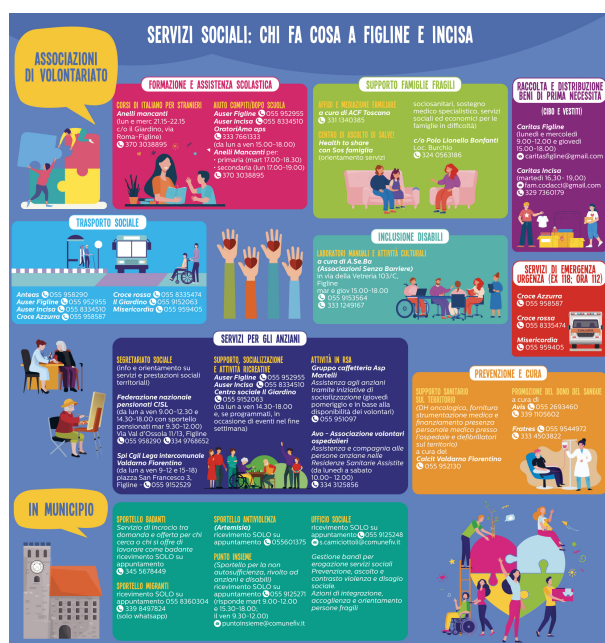 SERVIZI SOCIALI: CHI FA COSA A FIGLINE E INCISA
ASSOCIAZIONI
DI VOLONTARIATO
FORMAZIONE E ASSISTENZA SCOLASTICA
CORSI DI ITALIANO PER STRANIERI
Anelli mancanti
(lun e merc 21.15-22.15
c/o il Giardino, via
Roma-Figline)
370 3038895
AIUTO COMPITI/DOPO SCUOLA
Auser Figline 055 952955
Auser Incisa 055 8334510
OratoriAmo aps
333 7661333
(da lun a ven 15.00-18.00)
Anelli Mancanti per:
• primaria (mart 17.00-18.30)
• secondaria (lun 17.00-19.00)
370 3038895
SUPPORTO FAMIGLIE FRAGILI
AFFIDI E MEDIAZIONE FAMILIARE
a cura di ACF Toscana
331 1340385
CENTRO DI ASCOLTO DI SALVE!
Health to share
con Sos famiglia
(orientamento servizi
sociosanitari, sostegno
medico specialistico, servizi
sociali ed economici per le
famiglie in difficoltà)
c/o Polo Lionello Bonfanti
Loc. Burchio
324 0563186
RACCOLTA E DISTRIBUZIONE
BENI DI PRIMA NECESSITÀ
(CIBO E VESTITI)
Caritas Figline
(lunedì e mercoledì
9.00-12.00 e giovedì
15.00-18.00)
caritasfigline@gmail.com
Caritas Incisa
(martedì 16,30- 19,00)
fam.codacci@gmail.com
329 7360179
TRASPORTO SOCIALE
Anteas 055 958290
Auser Figline 055 952955
Auser Incisa 055 8334510
Croce Azzurra 055 958587
Croce rossa 055 8335474
Il Giardino 055 9152063
Misericordia 055 959405
INCLUSIONE DISABILI
LABORATORI MANUALI E ATTIVITÀ CULTURALI
a cura di A.Se.Ba
(Associazioni Senza Barriere)
in via della Vetreria 103/C,
Figline
mar e giov 15.00-18.00
055 9153564
333 1249167
SERVIZI DI EMERGENZA
URGENZA (EX 118; ORA 112)
Croce Azzurra
055 958587
Croce rossa
055 8335474
Misericordia
055 959405
SERVIZI PER GLI ANZIANI
SEGRETARIATO SOCIALE
(info e orientamento su
servizi e prestazioni sociali
territoriali)
Federazione nazionale
pensionati CISL
(da lun a ven 9.00-12.30 e
14,30-18.00 con sportello
pensionati mar 9.30-12.00)
Via Val d'Ossola 11/13, Figline
055 958290 334 9768652
Spi Cgil Lega intercomunale
Valdarno Fiorentino
(da lun a ven 9-12 e 15-18)
piazza San Francesco 3,
Figline - 055 9152529
SUPPORTO, SOCIALIZZAZIONE
E ATTIVITÀ RICREATIVE
Auser Figline 055 952955
Auser Incisa 055 8334510
Centro sociale Il Giardino
055 9152063
(da lun a ven 14.30-18.00
e, se programmati, in
occasione di eventi nel fine
settimana)
ATTIVITÀ IN RSA
Gruppo caffetteria Asp
Martelli
Assistenza agli anziani
tramite iniziative di
socializzazione (giovedì
pomeriggio e in base alla
disponibilità dei volontari)
055 951097
Avo - Associazione volontari
ospedalieri
Assistenza e compagnia alle
persone anziane nelle
Residenze Sanitarie Assistite
(da lunedì a sabato
10.00- 12.00)
334 3125856
PREVENZIONE E CURA
SUPPORTO SANITARIO
SUL TERRITORIO
(DH oncologico, fornitura
strumentazione medica e
finanziamento presenza
personale medico presso
l'ospedale e defibrillatori
sul territorio)
a cura del
Calcit Valdarno Fiorentino
055 952130
PROMOZIONE DEL DONO DEL SANGUE
a cura di
Avis 055 2693460
339 1105602
Fratres 055 9544972
333 4503822
IN MUNICIPIO
SPORTELLO BADANTI
Servizio di incrocio tra
domanda e offerta per chi
cerca o chi si offre di
lavorare come badante
ricevimento SOLO su
appuntamento
345 5678449
SPORTELLO MIGRANTI
ricevimento SOLO su
appuntamento 055 8360304
339 8497824
(solo whatsapp)
SPORTELLO ANTIVIOLENZA
(Artemisia)
ricevimento SOLO su
appuntamento 055601375
PUNTO INSIEME
(Sportello per la non
autosufficienza, rivolto ad
anziani e disabili)
ricevimento SOLO su
appuntamento 055 9125271
(risponde mar 9.00-12.00
e 15.30-18.00;
il ven 9.30-12.00)
puntoinsieme@comunefiv.it
UFFICIO SOCIALE
ricevimento SOLO su
appuntamento 055 9125248
s.camiciottoli@comunefiv.it
Gestione bandi per
erogazione servizi sociali
Prevenzione, ascolto e
contrasto violenza e disagio
sociale.
Azioni di integrazione,
accoglienza e orientamento
persone fragili